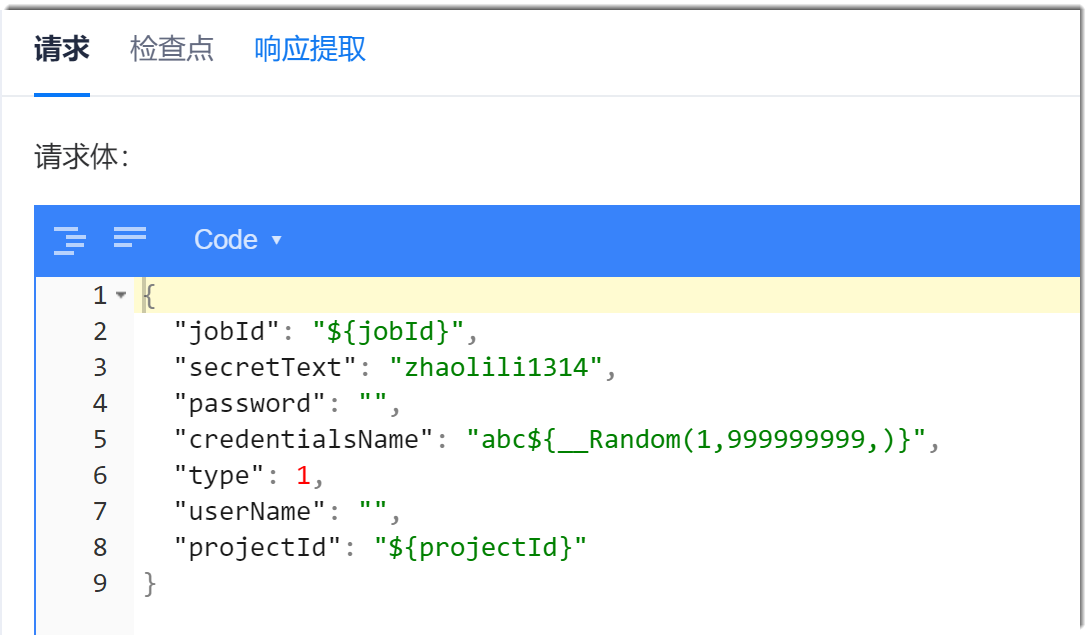 请求 检查点 响应提取
请求体:
Code
1 {
2 "jobId": "${jobId}",
3 "secretText": "zhaolili1314",
4 "password": "",
5 "credentialsName": "abc${__Random(1,999999999,)}",
6 "type": 1,
7 "userName": "",
8 "projectId": "${projectId}"
9 }